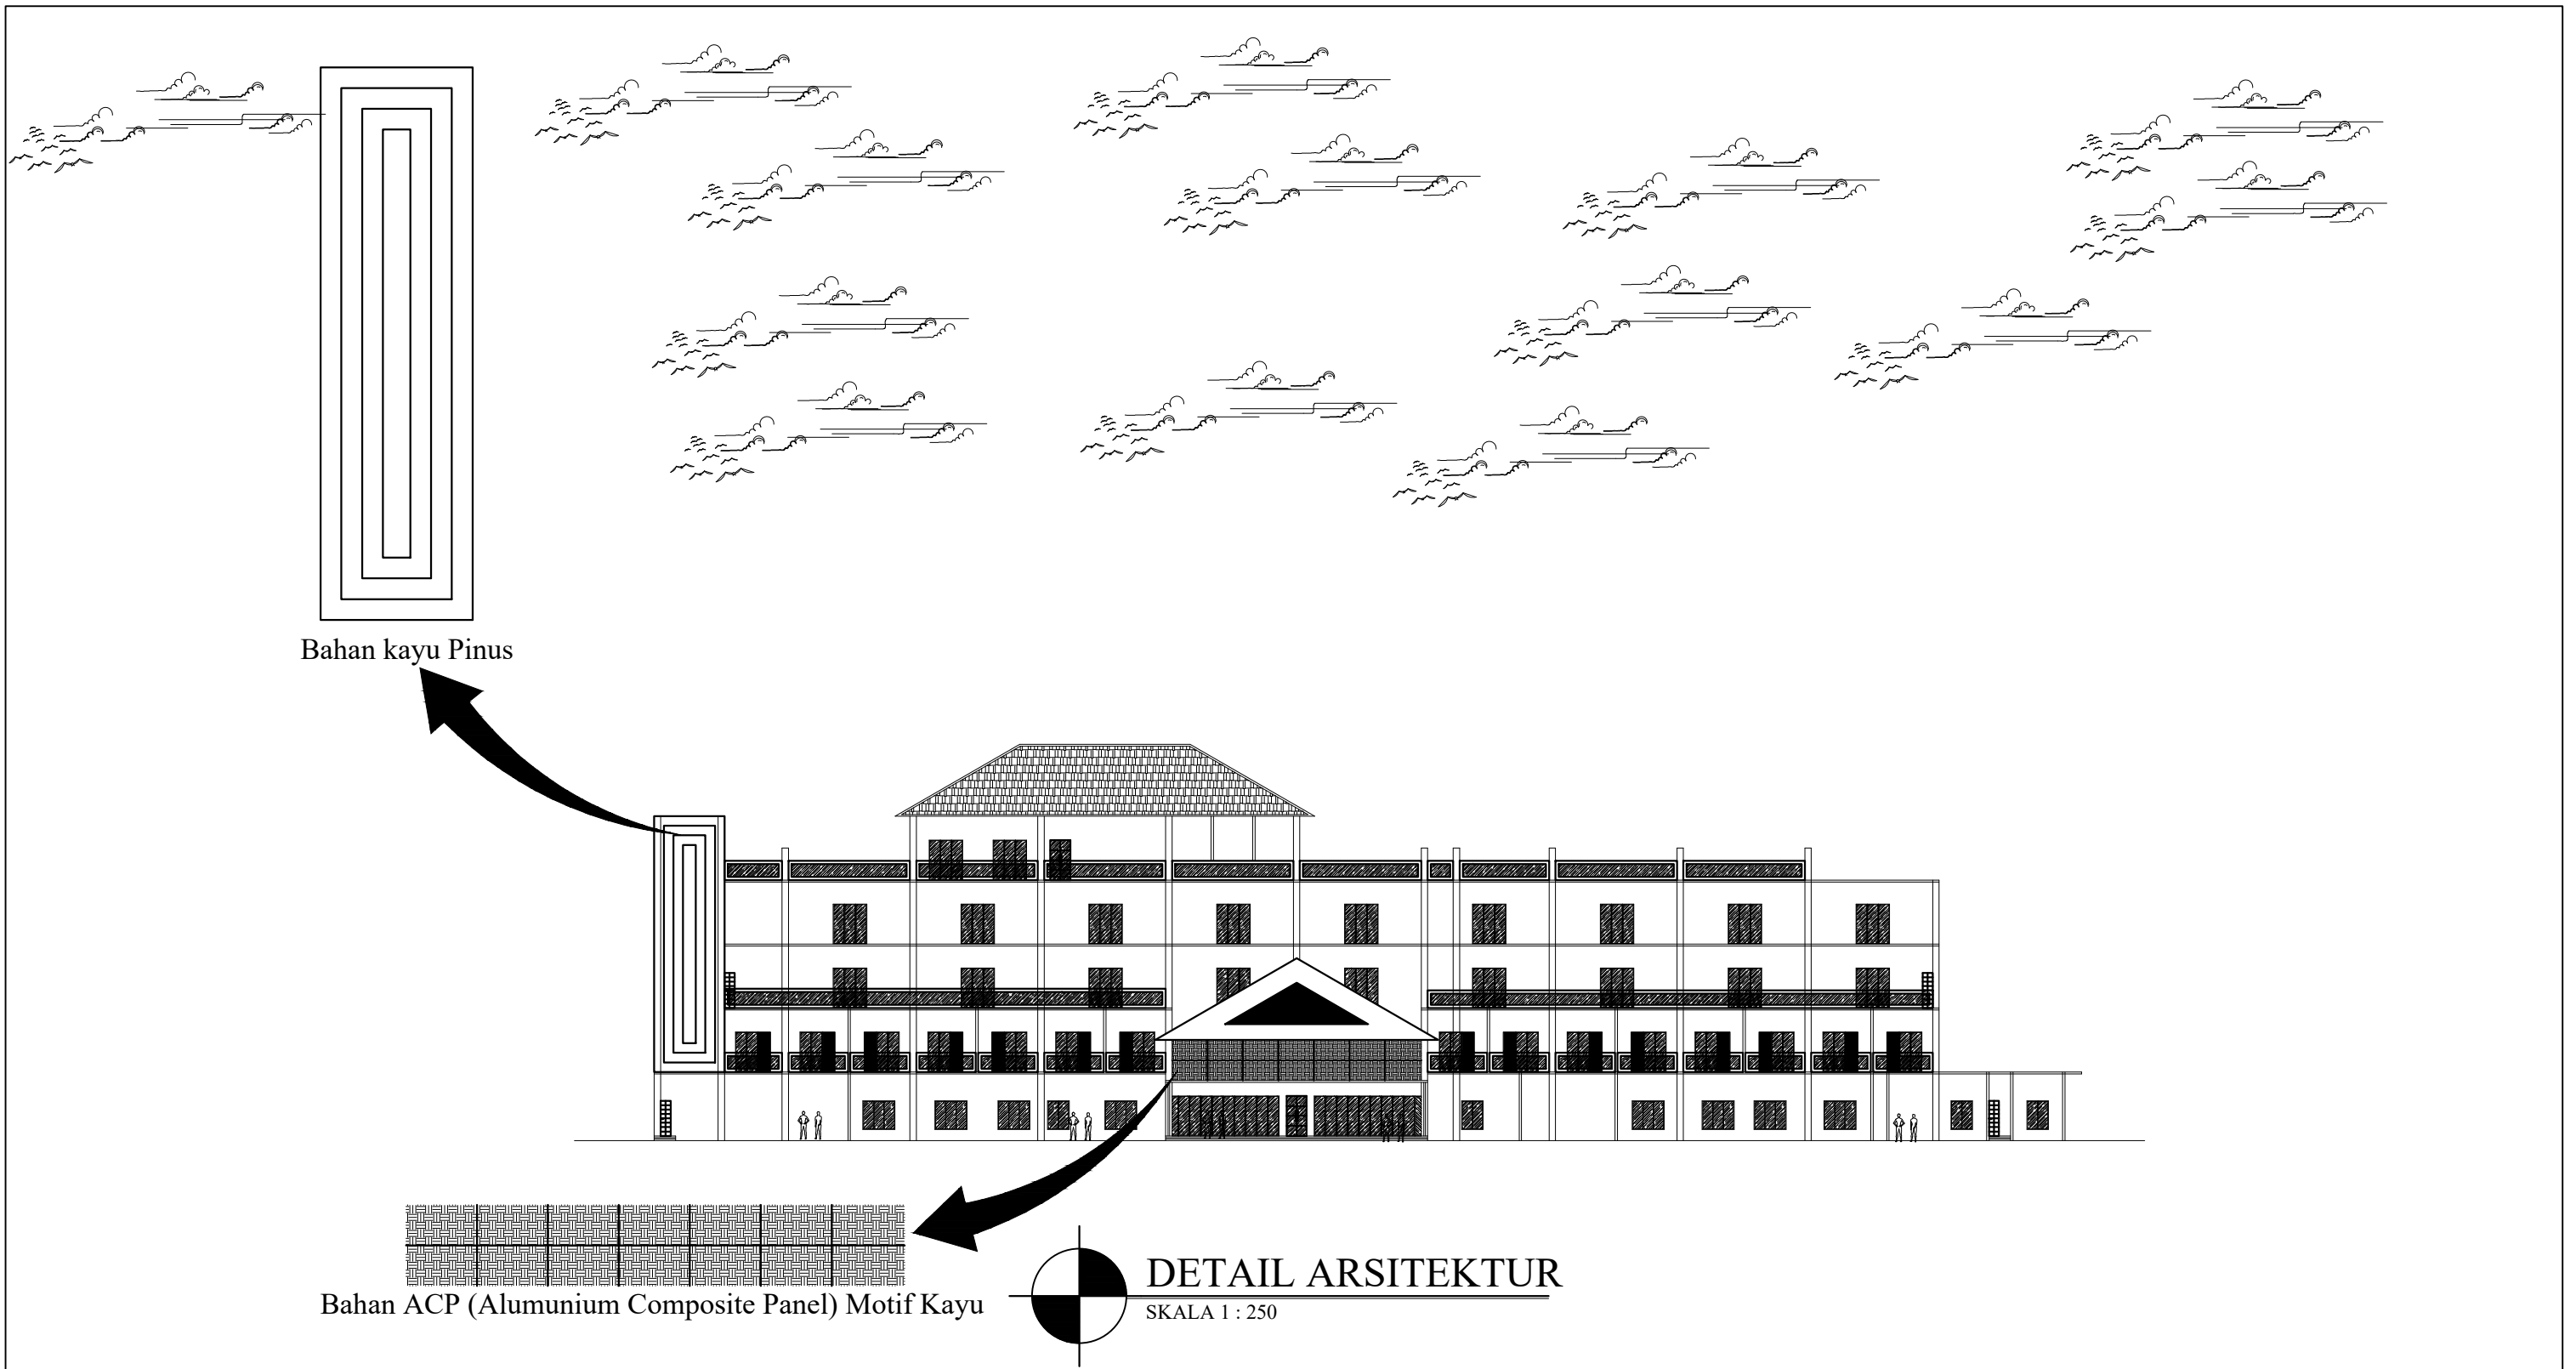 Bahan kayu Pinus
Bahan ACP (Alumunium Composite Panel) Motif Kayu
DETAIL ARSITEKTUR
SKALA 1 : 250